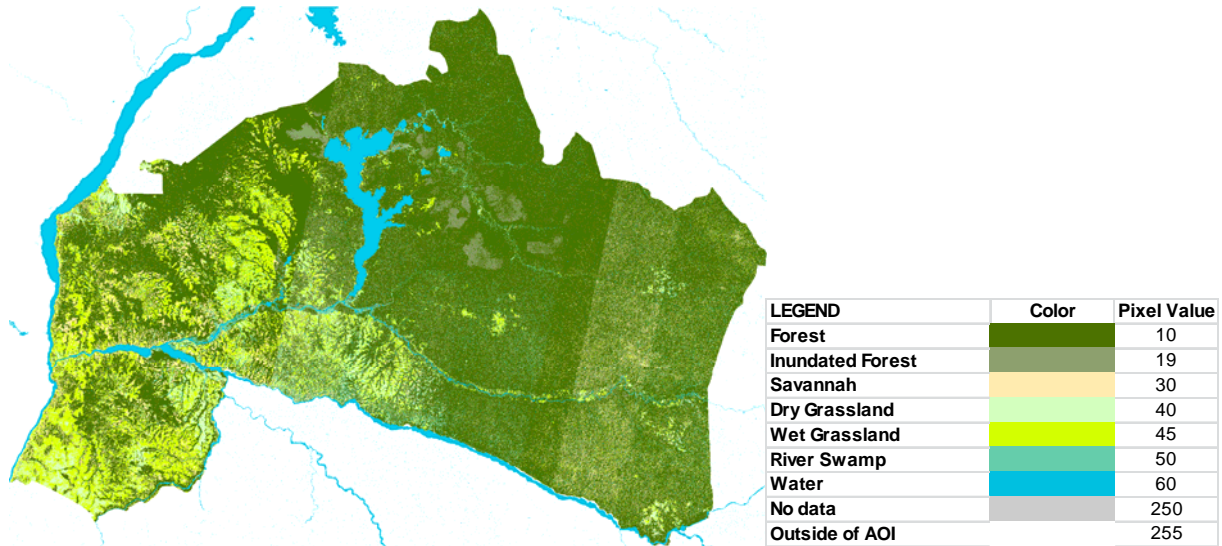 LEGEND Color Pixel Value
Forest 10
Inundated Forest 19
Savannah 30
Dry Grassland 40
Wet Grassland 45
River Swamp 50
Water 60
No data 250
Outside of AOI 255